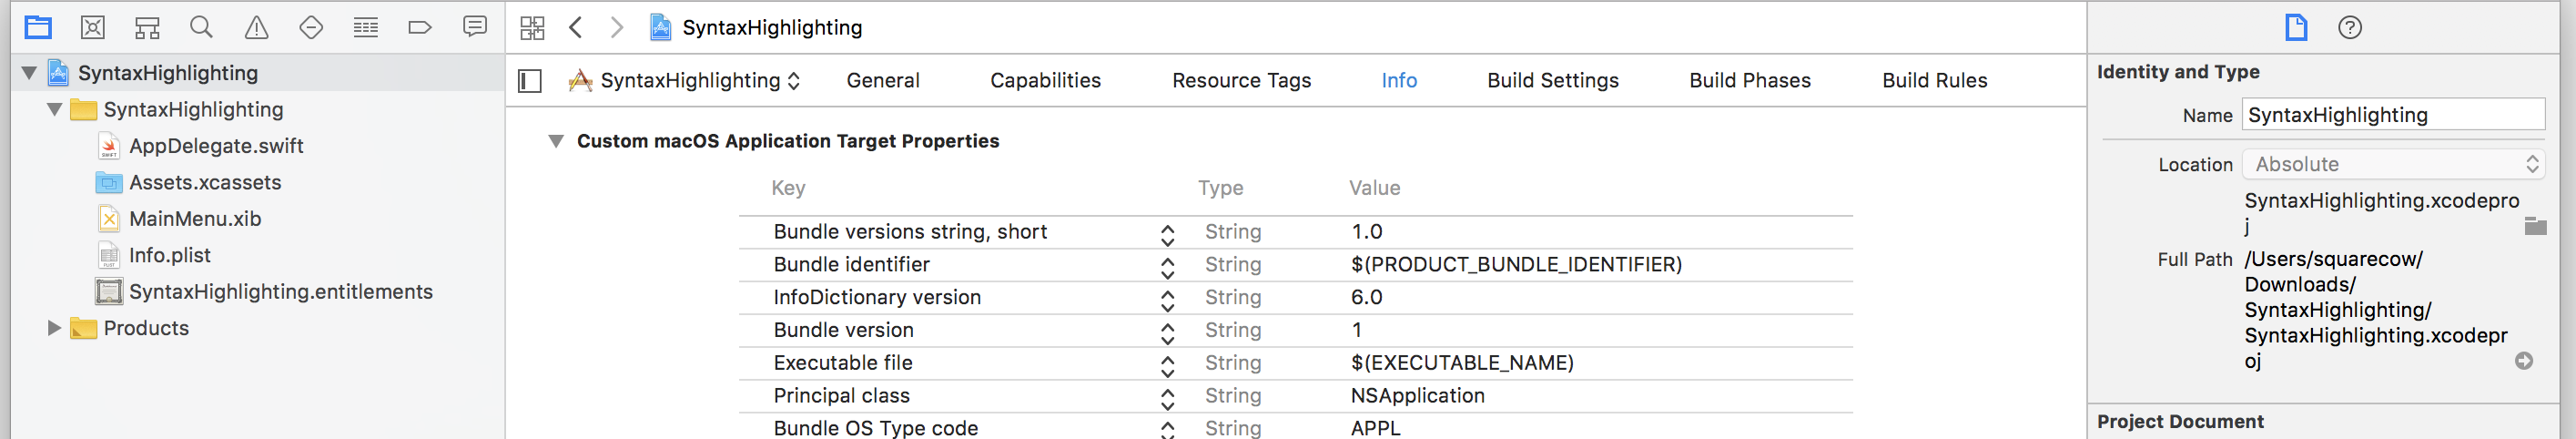 SyntaxHighlighting
SyntaxHighlighting
AppDelegate.swift
Assets.xcassets
MainMenu.xib
Info.plist
SyntaxHighlighting.entitlements
Products
SyntaxHighlighting
SyntaxHighlighting General Capabilities Resource Tags Info Build Settings Build Phases Build Rules
Custom macOS Application Target Properties
Key Type Value
Bundle versions string, short String 1.0
Bundle identifier String $(PRODUCT_BUNDLE_IDENTIFIER)
InfoDictionary version String 6.0
Bundle version String 1
Executable file String $(EXECUTABLE_NAME)
Principal class String NSApplication
Bundle OS Type code String APPL
Identity and Type
Name SyntaxHighlighting
Location Absolute
SyntaxHighlighting.xcodepro
j
Full Path /Users/squarecow/
Downloads/
SyntaxHighlighting/
SyntaxHighlighting.xcodepr
oj
Project Document